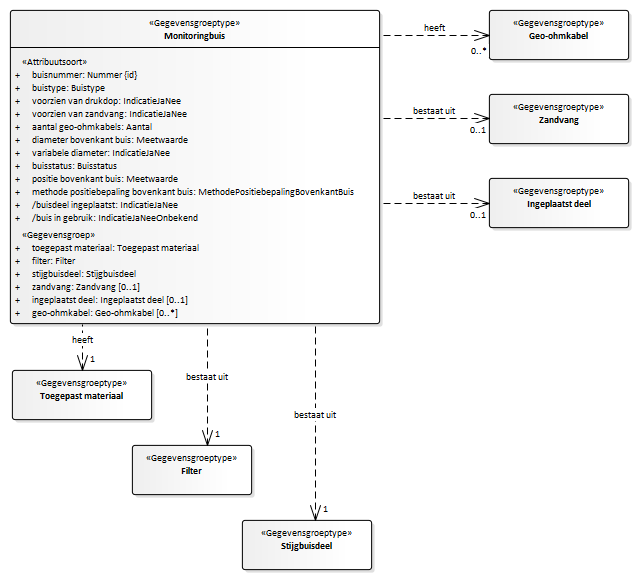 «Gegevensgroeptype»
Monitoringbuis
«Attribuutsoort»
+ buisnummer: Nummer {id}
+ buistype: Buistype
+ voorzien van drukdop: IndicatieJaNee
+ voorzien van zandvang: IndicatieJaNee
+ aantal geo-ohmkabels: Aantal
+ diameter bovenkant buis: Meetwaarde
+ variabele diameter: IndicatieJaNee
+ buisstatus: Buisstatus
+ positie bovenkant buis: Meetwaarde
+ methode positiebepaling bovenkant buis: MethodePositiebepalingBovenkantBuis
+ /buisdeel ingeplaatst: IndicatieJaNee
+ /buis in gebruik: IndicatieJaNeeOnbekend
«Gegevensgroep»
+ toegepast materiaal: Toegepast materiaal
+ filter: Filter
+ stijgbuisdeel: Stijgbuisdeel
+ zandvang: Zandvang [0..1]
+ ingeplaatst deel: Ingeplaatst deel [0..1]
+ geo-ohmkabel: Geo-ohmkabel [0..*]
heeft
0..*
«Gegevensgroeptype»
Geo-ohmkabel
bestaat uit
0..1
«Gegevensgroeptype»
Zandvang
bestaat uit
0..1
«Gegevensgroeptype»
Ingeplaatst deel
heeft
1
«Gegevensgroeptype»
Toegepast materiaal
bestaat uit
1
«Gegevensgroeptype»
Filter
bestaat uit
1
«Gegevensgroeptype»
Stijgbuisdeel